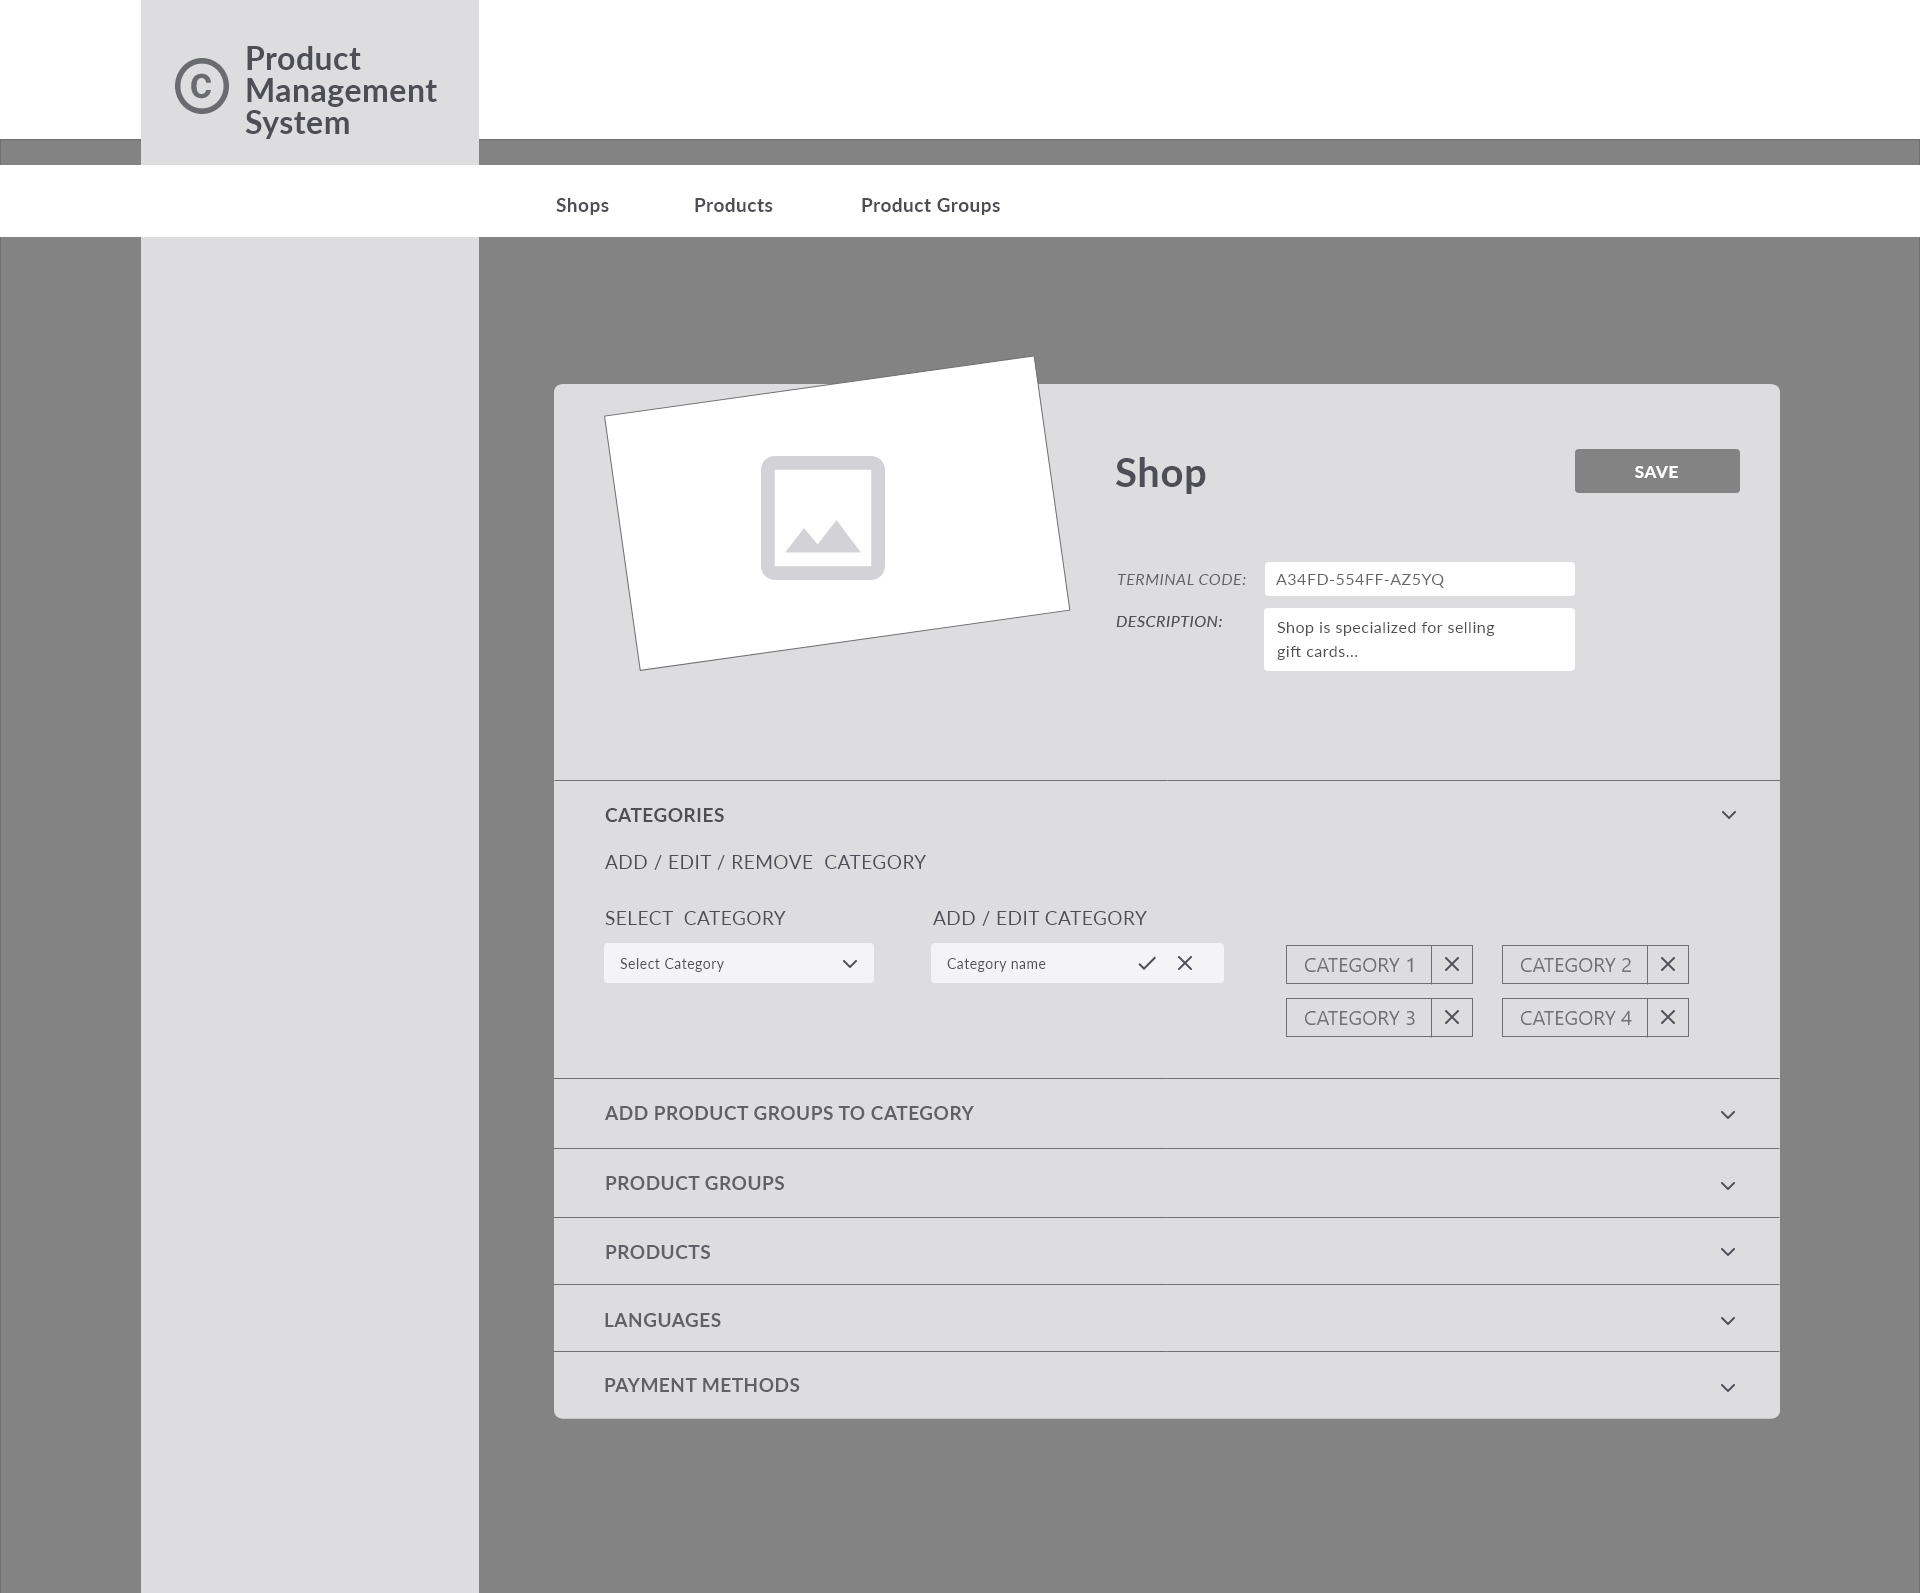 ©
Product
Management
System
Shops Products Product Groups
Shop
SAVE
TERMINAL CODE: A34FD-554FF-AZ5YQ
DESCRIPTION: Shop is specialized for selling
gift cards...
CATEGORIES
ADD / EDIT / REMOVE CATEGORY
SELECT CATEGORY
ADD / EDIT CATEGORY
Select Category
Category name
CATEGORY 1
CATEGORY 2
CATEGORY 3
CATEGORY 4
ADD PRODUCT GROUPS TO CATEGORY
PRODUCT GROUPS
PRODUCTS
LANGUAGES
PAYMENT METHODS